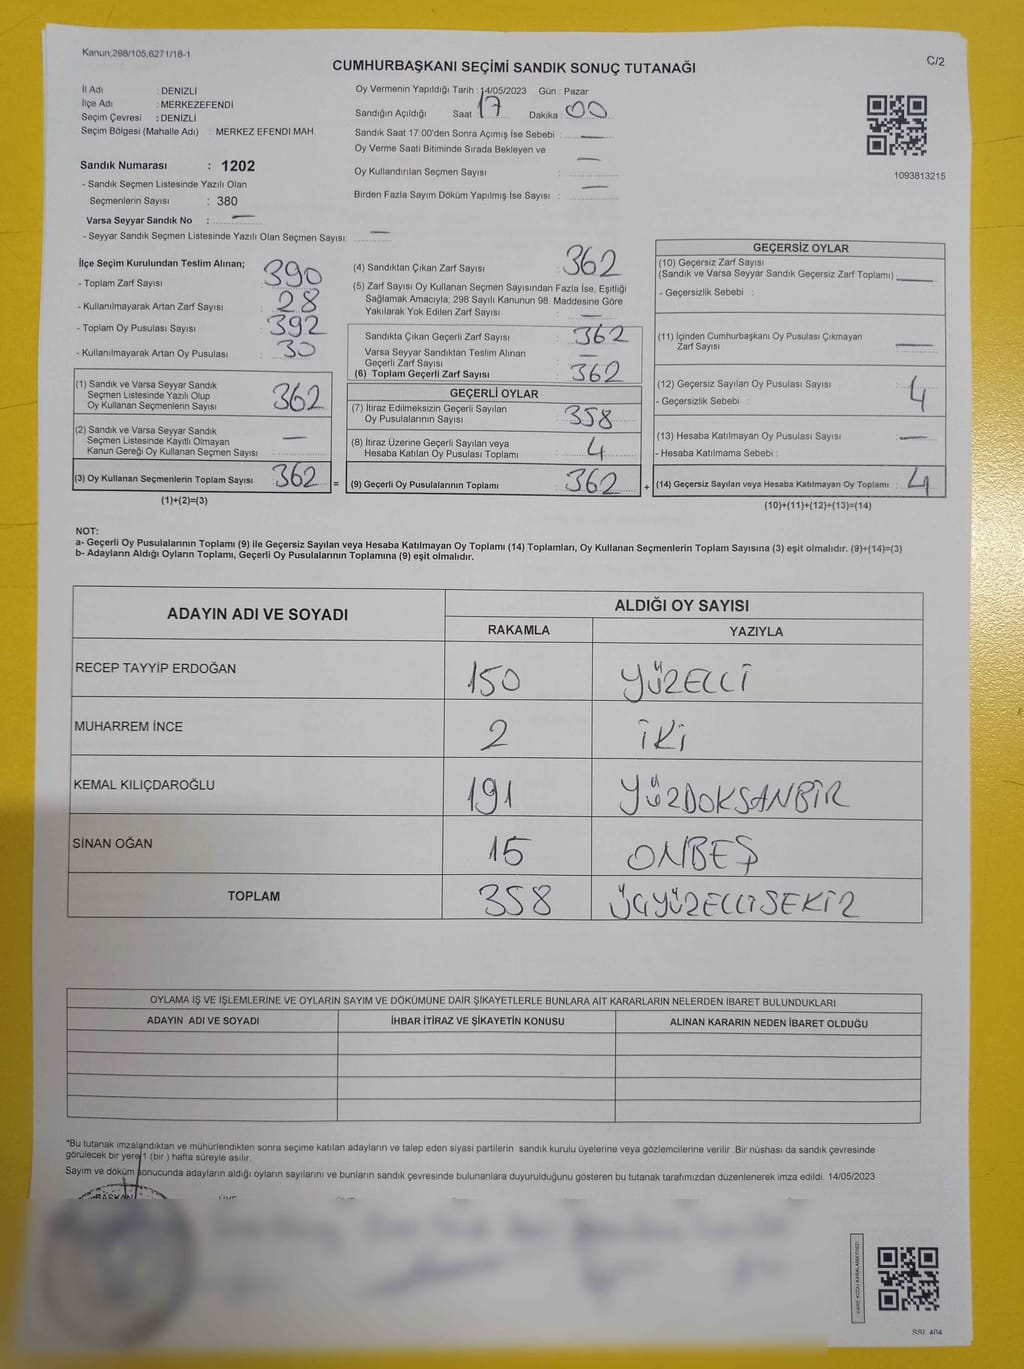 Kanun;298/105,6271/18-1
C/2
CUMHURBAŞKANI SEÇİMİ SANDIK SONUÇ TUTANAĞI
İl Adı : DENİZLİ
İlçe Adı : MERKEZEFENDİ
Seçim Çevresi : DENİZLİ
Seçim Bölgesi (Mahalle Adı) : MERKEZ EFENDİ MAH.
Sandık Numarası : 1202
- Sandık Seçmen Listesinde Yazılı Olan
Seçmenlerin Sayısı : 380
Varsa Seyyar Sandık No : —
- Seyyar Sandık Seçmen Listesinde Yazılı Olan Seçmen Sayısı: —
Oy Vermenin Yapıldığı Tarih : 14/05/2023 Gün : Pazar
Sandığın Açıldığı Saat : 17 Dakika : 00
Sandık Saat 17:00'den Sonra Açımış İse Sebebi : —
Oy Verme Saati Bitiminde Sırada Bekleyen ve
Oy Kullandırılan Seçmen Sayısı : —
Birden Fazla Sayım Döküm Yapılmış İse Sayısı : —
1093813215
İlçe Seçim Kurulundan Teslim Alınan;
- Toplam Zarf Sayısı : 390
- Kullanılmayarak Artan Zarf Sayısı : 28
- Toplam Oy Pusulası Sayısı : 392
- Kullanılmayarak Artan Oy Pusulası : 30
(1) Sandık ve Varsa Seyyar Sandık
Seçmen Listesinde Yazılı Olup
Oy Kullanan Seçmenlerin Sayısı : 362
(2) Sandık ve Varsa Seyyar Sandık
Seçmen Listesinde Kayıtlı Olmayan
Kanun Gereği Oy Kullanan Seçmen Sayısı : —
(3) Oy Kullanan Seçmenlerin Toplam Sayısı : 362 =
(1)+(2)=(3)
(4) Sandıktan Çıkan Zarf Sayısı : 362
(5) Zarf Sayısı Oy Kullanan Seçmen Sayısından Fazla İse, Eşitliği
Sağlamak Amacıyla; 298 Sayılı Kanunun 98. Maddesine Göre
Yakılarak Yok Edilen Zarf Sayısı : —
Sandıkta Çıkan Geçerli Zarf Sayısı : 362
Varsa Seyyar Sandıktan Teslim Alınan
Geçerli Zarf Sayısı : —
(6) Toplam Geçerli Zarf Sayısı : 362
GEÇERLİ OYLAR
(7) İtiraz Edilmeksizin Geçerli Sayılan
Oy Pusulalarının Sayısı : 358
(8) İtiraz Üzerine Geçerli Sayılan veya
Hesaba Katılan Oy Pusulası Toplamı : 4
(9) Geçerli Oy Pusulalarının Toplamı : 362 +
GEÇERSİZ OYLAR
(10) Geçersiz Zarf Sayısı
(Sandık ve Varsa Seyyar Sandık Geçersiz Zarf Toplamı) : —
- Geçersizlik Sebebi :
(11) İçinden Cumhurbaşkanı Oy Pusulası Çıkmayan
Zarf Sayısı : —
(12) Geçersiz Sayılan Oy Pusulası Sayısı : 4
- Geçersizlik Sebebi :
(13) Hesaba Katılmayan Oy Pusulası Sayısı : —
- Hesaba Katılmama Sebebi :
(14) Geçersiz Sayılan veya Hesaba Katılmayan Oy Toplamı : 4
(10)+(11)+(12)+(13)=(14)
NOT:
a- Geçerli Oy Pusulalarının Toplamı (9) ile Geçersiz Sayılan veya Hesaba Katılmayan Oy Toplamı (14) Toplamları, Oy Kullanan Seçmenlerin Toplam Sayısına (3) eşit olmalıdır. (9)+(14)=(3)
b- Adayların Aldığı Oyların Toplamı, Geçerli Oy Pusulalarının Toplamına (9) eşit olmalıdır.
ADAYIN ADI VE SOYADI
ALDIĞI OY SAYISI
RAKAMLA YAZIYLA
RECEP TAYYİP ERDOĞAN 150 YÜZELLİ
MUHARREM İNCE 2 İKİ
KEMAL KILIÇDAROĞLU 191 YÜZDOKSANBİR
SİNAN OĞAN 15 ONBEŞ
TOPLAM 358 ÜÇYÜZELLİSEKİZ
OYLAMA İŞ VE İŞLEMLERİNE VE OYLARIN SAYIM VE DÖKÜMÜNE DAİR ŞİKAYETLERLE BUNLARA AİT KARARLARIN NELERDEN İBARET BULUNDUKLARI
ADAYIN ADI VE SOYADI İHBAR İTİRAZ VE ŞİKAYETİN KONUSU ALINAN KARARIN NEDEN İBARET OLDUĞU
*Bu tutanak imzalandıktan ve mühürlendikten sonra seçime katılan adayların ve talep eden siyasi partilerin sandık kurulu üyelerine veya gözlemcilerine verilir. Bir nüshası da sandık çevresinde
görülecek bir yere 1 (bir ) hafta süreyle asılır.
Sayım ve döküm sonucunda adayların aldığı oyların sayılarını ve bunların sandık çevresinde bulunanlara duyurulduğunu gösteren bu tutanak tarafımızdan düzenlenerek imza edildi. 14/05/2023
BAŞKAN
SSI 404